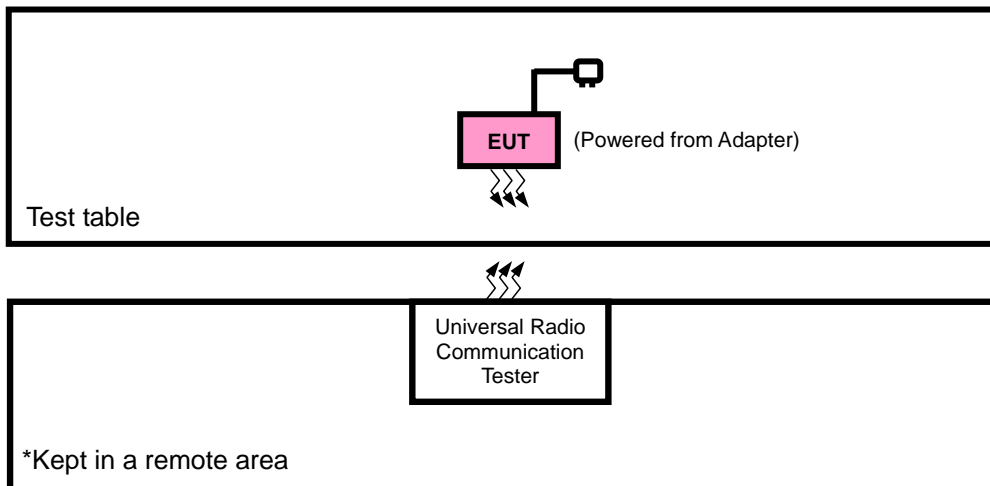 EUT
(Powered from Adapter)
Test table
Universal Radio
Communication
Tester
*Kept in a remote area